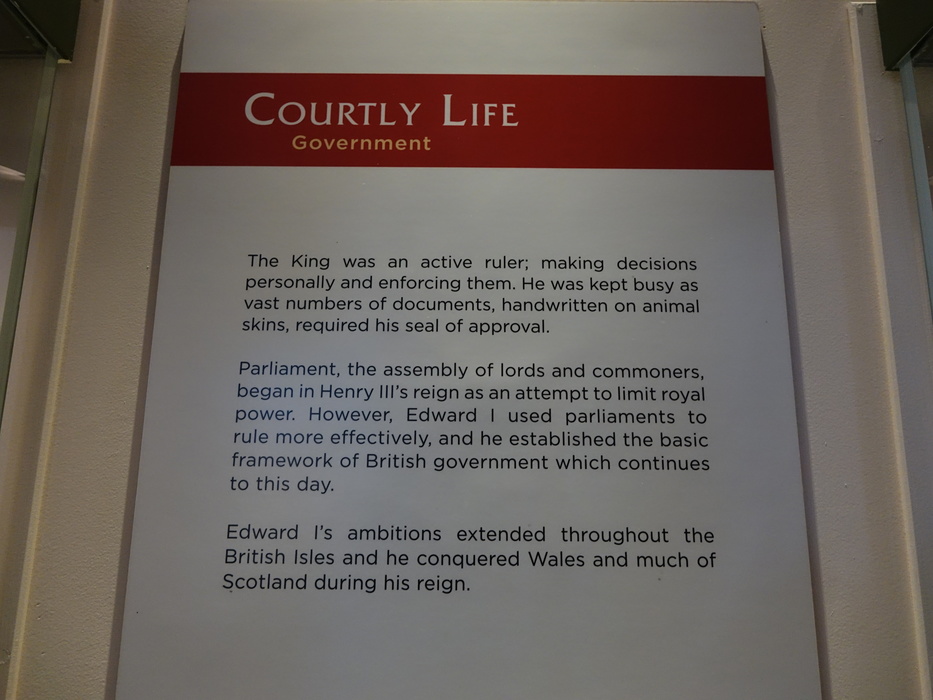 COURTLY LIFE
Government
The King was an active ruler; making decisions
personally and enforcing them. He was kept busy as
vast numbers of documents, handwritten on animal
skins, required his seal of approval.
Parliament, the assembly of lords and commoners,
began in Henry III's reign as an attempt to limit royal
power. However, Edward I used parliaments to
rule more effectively, and he established the basic
framework of British government which continues
to this day.
Edward I's ambitions extended throughout the
British Isles and he conquered Wales and much of
Scotland during his reign.